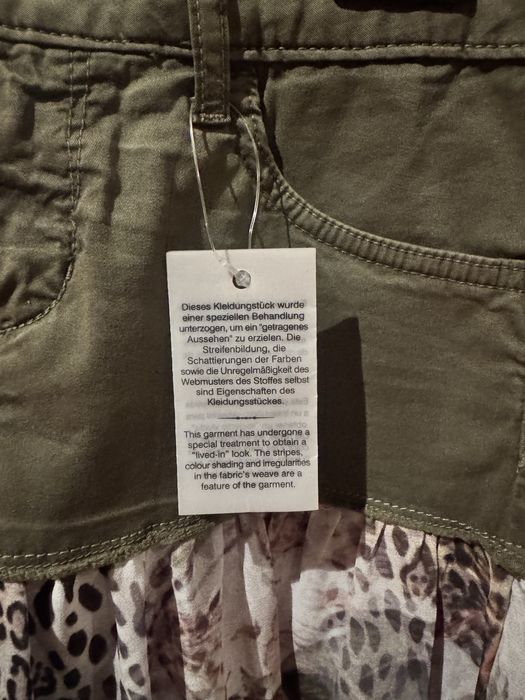 Dieses Kleidungstück wurde
einer speziellen Behandlung
unterzogen, um ein "getragenes
Aussehen" zu erzielen. Die
Streifenbildung, die
Schattierungen der Farben
sowie die Unregelmäßigkeit des
Webmusters des Stoffes selbst
sind Eigenschaften des
Kleidungsstückes.
This garment has undergone a
special treatment to obtain a
"lived-in" look. The stripes,
colour shading and irregularities
in the fabric's weave are a
feature of the garment.